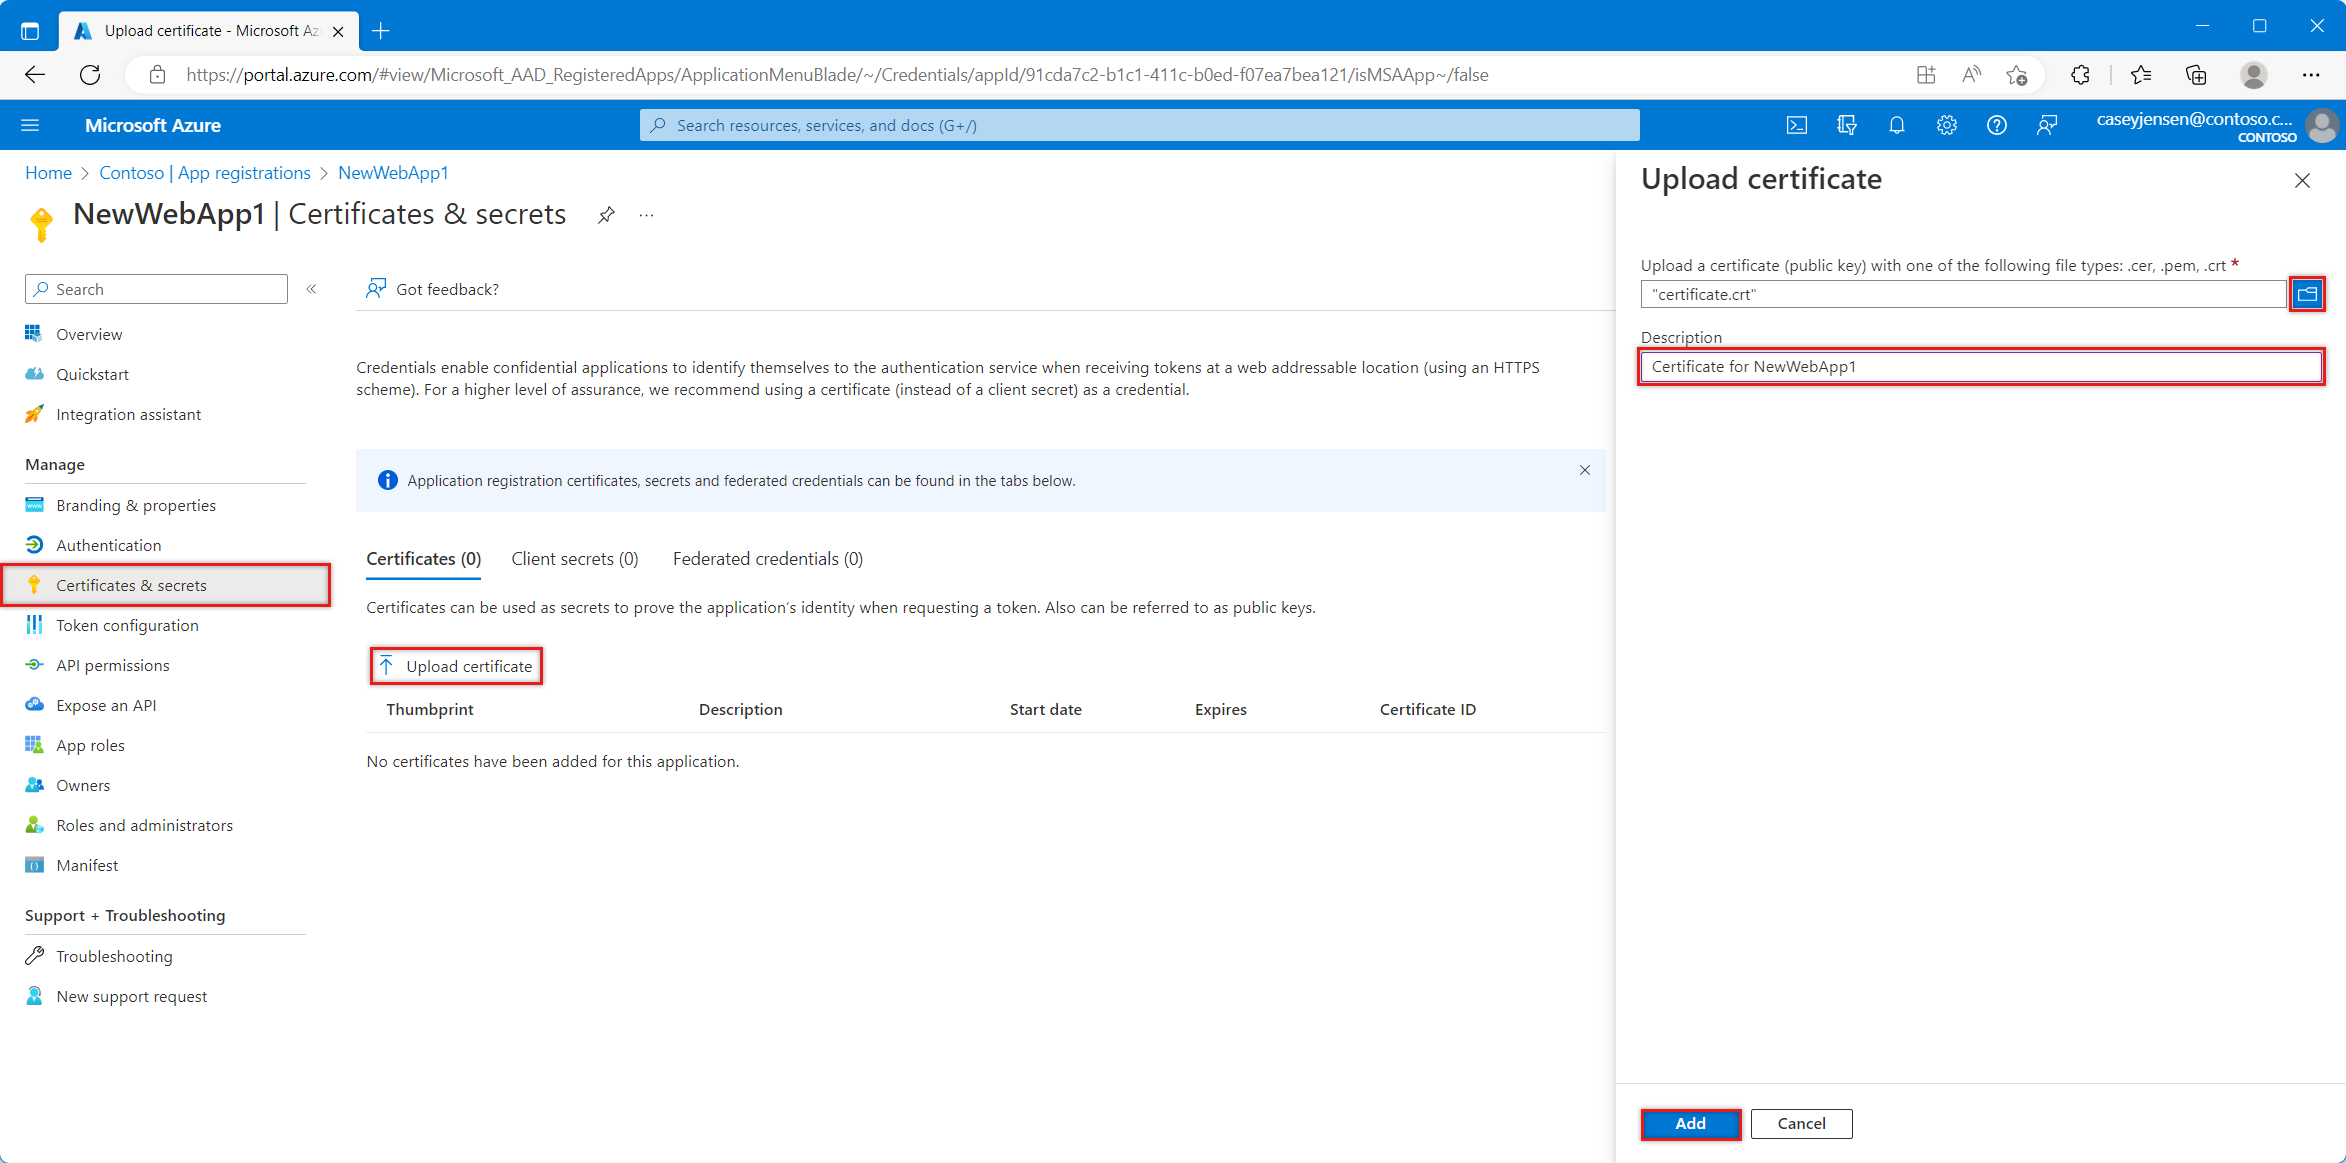 Upload certificate - Microsoft Az
https://portal.azure.com/#view/Microsoft_AAD_RegisteredApps/ApplicationMenuBlade/~/Credentials/appId/91cda7c2-b1c1-411c-b0ed-f07ea7bea121/isMSAApp~/false
Microsoft Azure
Search resources, services, and docs (G+/)
caseyjensen@contoso.c...
CONTOSO
Home > Contoso | App registrations > NewWebApp1
NewWebApp1 | Certificates & secrets
Search
Overview
Quickstart
Integration assistant
Manage
Branding & properties
Authentication
Certificates & secrets
Token configuration
API permissions
Expose an API
App roles
Owners
Roles and administrators
Manifest
Support + Troubleshooting
Troubleshooting
New support request
Got feedback?
Credentials enable confidential applications to identify themselves to the authentication service when receiving tokens at a web addressable location (using an HTTPS
scheme). For a higher level of assurance, we recommend using a certificate (instead of a client secret) as a credential.
Application registration certificates, secrets and federated credentials can be found in the tabs below.
Certificates (0) Client secrets (0) Federated credentials (0)
Certificates can be used as secrets to prove the application's identity when requesting a token. Also can be referred to as public keys.
Upload certificate
Thumbprint Description Start date Expires Certificate ID
No certificates have been added for this application.
Upload certificate
Upload a certificate (public key) with one of the following file types: .cer, .pem, .crt *
"certificate.crt"
Description
Certificate for NewWebApp1
Add Cancel